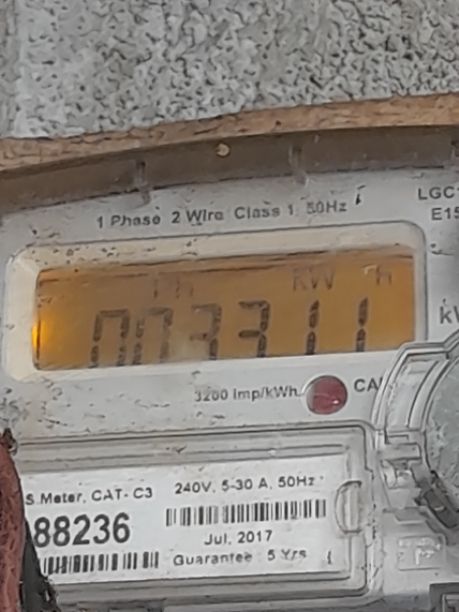 LGC
1 Phase 2 Wire Class 1 50Hz
E15
KW h
003311
3200 imp/kWh
CA
S.Meter, CAT- C3
240V, 5-30 A, 50Hz
88236
Jul, 2017
Guarantee 5 Yrs